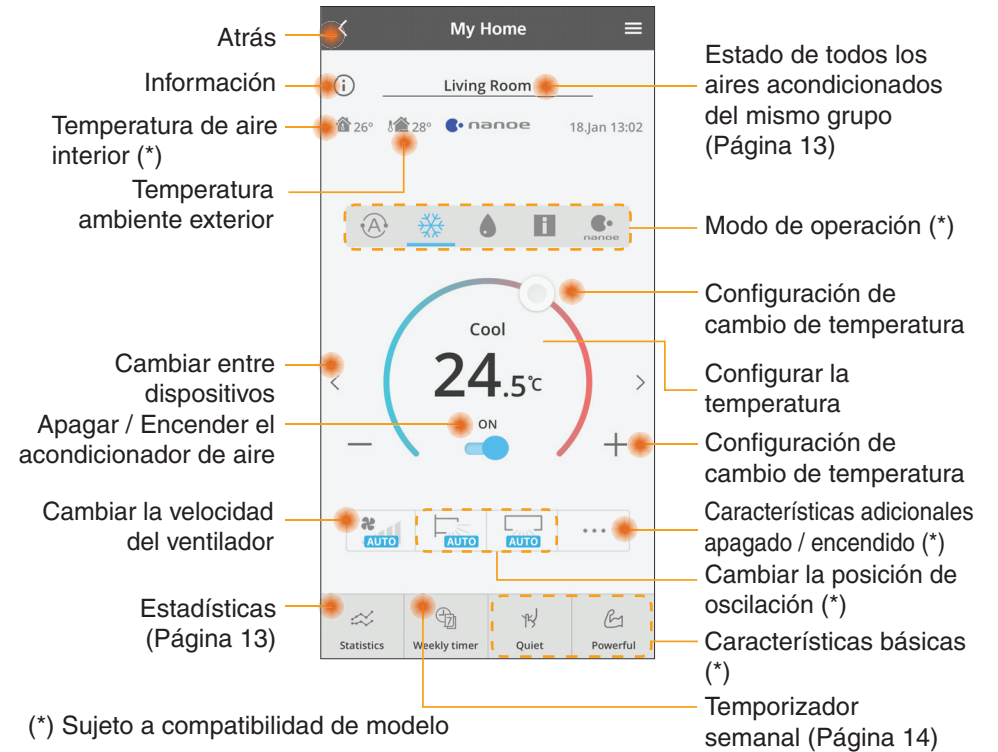 Atrás
Información
Temperatura de aire
interior (*)
Temperatura
ambiente exterior
Cambiar entre
dispositivos
Apagar / Encender el
acondicionador de aire
Cambiar la velocidad
del ventilador
Estadísticas
(Página 13)
My Home
Living Room
26° 28° nanoe 18.Jan 13:02
A nanoe
Cool
24.5°C
ON
AUTO AUTO AUTO
Statistics Weekly timer Quiet Powerful
Estado de todos los
aires acondicionados
del mismo grupo
(Página 13)
Modo de operación (*)
Configuración de
cambio de temperatura
Configurar la
temperatura
Configuración de
cambio de temperatura
Características adicionales
apagado / encendido (*)
Cambiar la posición de
oscilación (*)
Características básicas
(*)
Temporizador
semanal (Página 14)
(*) Sujeto a compatibilidad de modelo